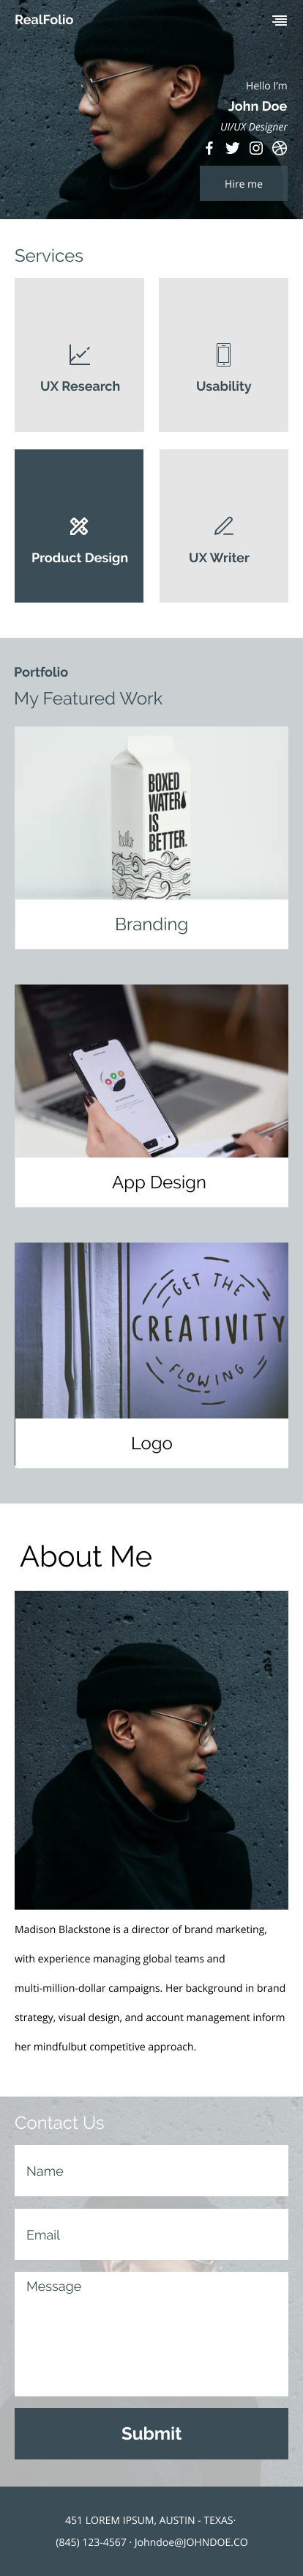 RealFolio
Hello I'm
John Doe
UI/UX Designer
Hire me
Services
UX Research
Usability
Product Design
UX Writer
Portfolio
My Featured Work
BOXED
WATER
IS
BETTER.
Branding
App Design
GET THE
CREATIVITY
FLOWING
Logo
About Me
Madison Blackstone is a director of brand marketing,
with experience managing global teams and
multi-million-dollar campaigns. Her background in brand
strategy, visual design, and account management inform
her mindfulbut competitive approach.
Contact Us
Name
Email
Message
Submit
451 LOREM IPSUM, AUSTIN - TEXAS·
(845) 123-4567 · Johndoe@JOHNDOE.CO